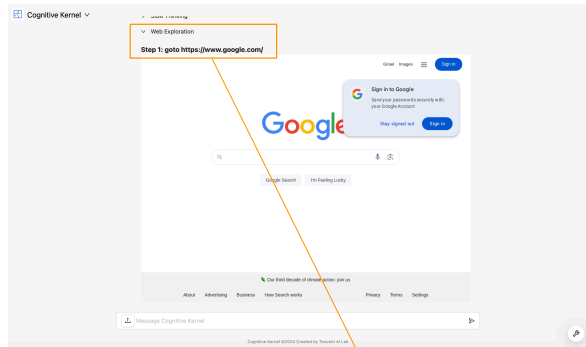 Cognitive Kernel
Slow Thinking
Web Exploration
Step 1: goto https://www.google.com/
Gmail Images Sign in
Sign in to Google
Save your passwords securely with
your Google Account
Stay signed out Sign in
Google
Google Search I'm Feeling Lucky
Our third decade of climate action: join us
About Advertising Business How Search works Privacy Terms Settings
Message Cognitive Kernel
Cognitive Kernel ©2024 Created by Tencent AI Lab